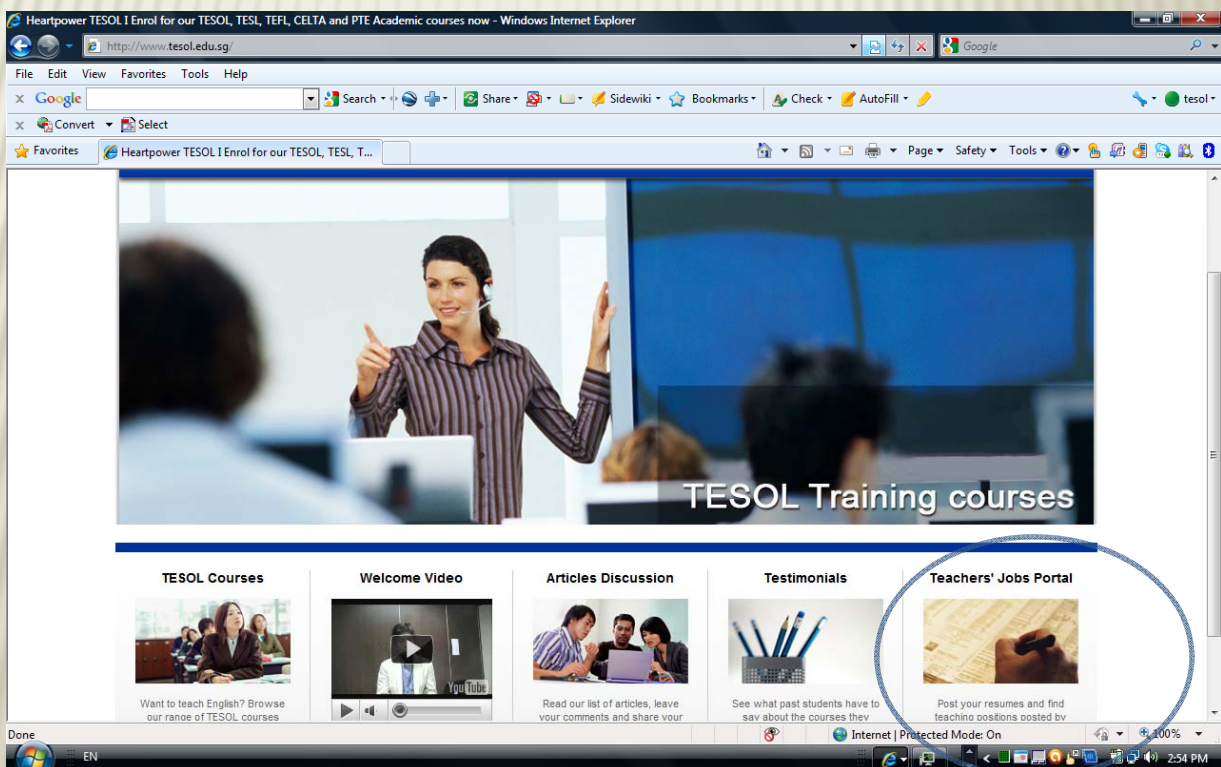 Heartpower TESOL I Enrol for our TESOL, TESL, TEFL, CELTA and PTE Academic courses now - Windows Internet Explorer
http://www.tesol.edu.sg/
Google
File Edit View Favorites Tools Help
x Google Search Share Sidewiki Bookmarks Check AutoFill tesol
x Convert Select
Favorites Heartpower TESOL I Enrol for our TESOL, TESL, T... Page Safety Tools
TESOL Training courses
TESOL Courses Welcome Video Articles Discussion Testimonials Teachers' Jobs Portal
YouTube
Want to teach English? Browse Read our list of articles, leave See what past students have to Post your resumes and find
our range of TESOL courses your comments and share your say about the courses they teaching positions posted by
Done Internet | Protected Mode: On 100%
EN 2:54 PM